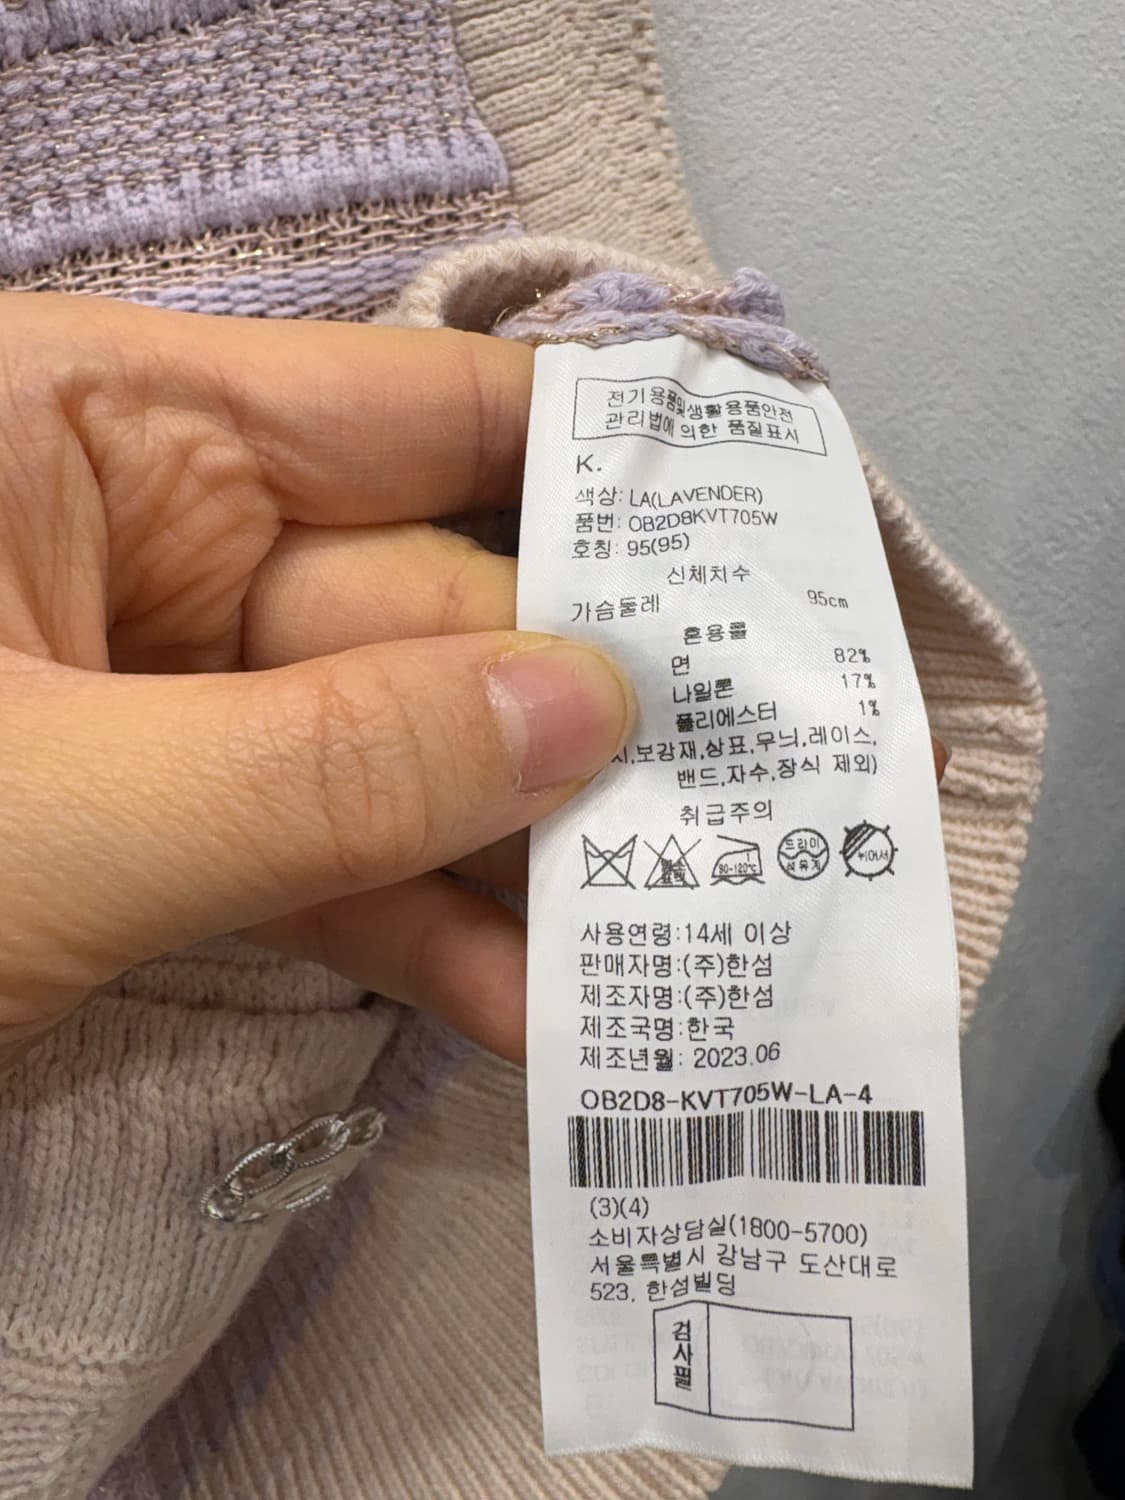 전기용품및생활용품안전
관리법에 의한 품질표시
K.
색상: LA(LAVENDER)
품번: OB2D8KVT705W
호칭: 95(95)
신체치수
가슴둘레 95cm
혼용률
면 82%
나일론 17%
폴리에스터 1%
보강재,상표,무늬,레이스,
밴드,자수,장식 제외)
취급주의
염소 표백
90-120℃
드라이 석유계
뉘어서
사용연령:14세 이상
판매자명:(주)한섬
제조자명:(주)한섬
제조국명:한국
제조년월: 2023.06
OB2D8-KVT705W-LA-4
(3)(4)
소비자상담실(1800-5700)
서울특별시 강남구 도산대로
523, 한섬빌딩
검사필